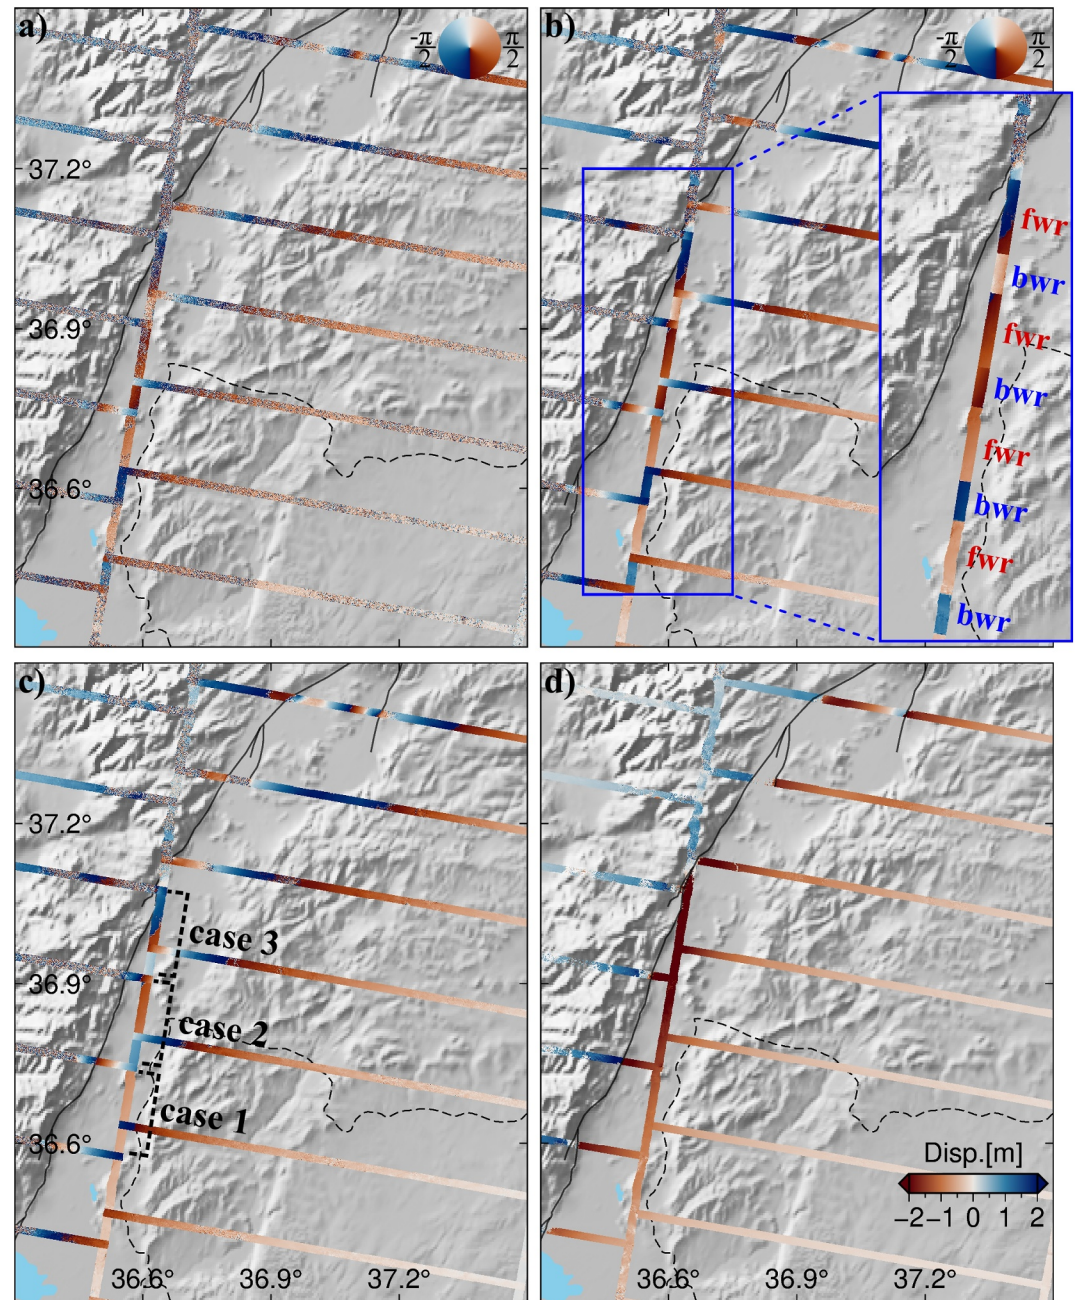 a)
-π/2
π/2
37.2°
36.9°
36.6°
b)
-π/2
π/2
fwr
bwr
fwr
bwr
fwr
bwr
fwr
bwr
c)
37.2°
36.9°
36.6°
case 3
case 2
case 1
36.6°
36.9°
37.2°
d)
Disp.[m]
−2 −1 0 1 2
36.6°
36.9°
37.2°